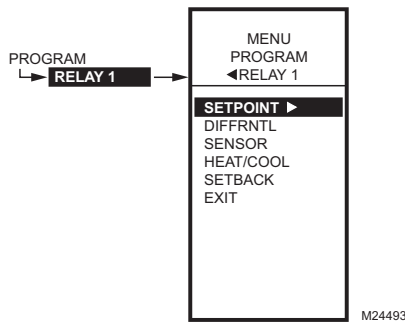 PROGRAM
RELAY 1
MENU
PROGRAM
◄RELAY 1
SETPOINT ►
DIFFRNTL
SENSOR
HEAT/COOL
SETBACK
EXIT
M24493